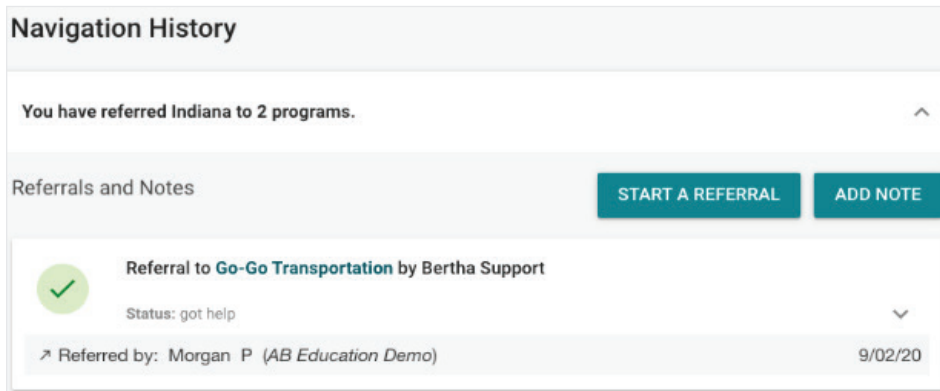 Navigation History
You have referred Indiana to 2 programs.
Referrals and Notes
START A REFERRAL
ADD NOTE
Referral to Go-Go Transportation by Bertha Support
Status: got help
↗ Referred by: Morgan P (AB Education Demo) 9/02/20